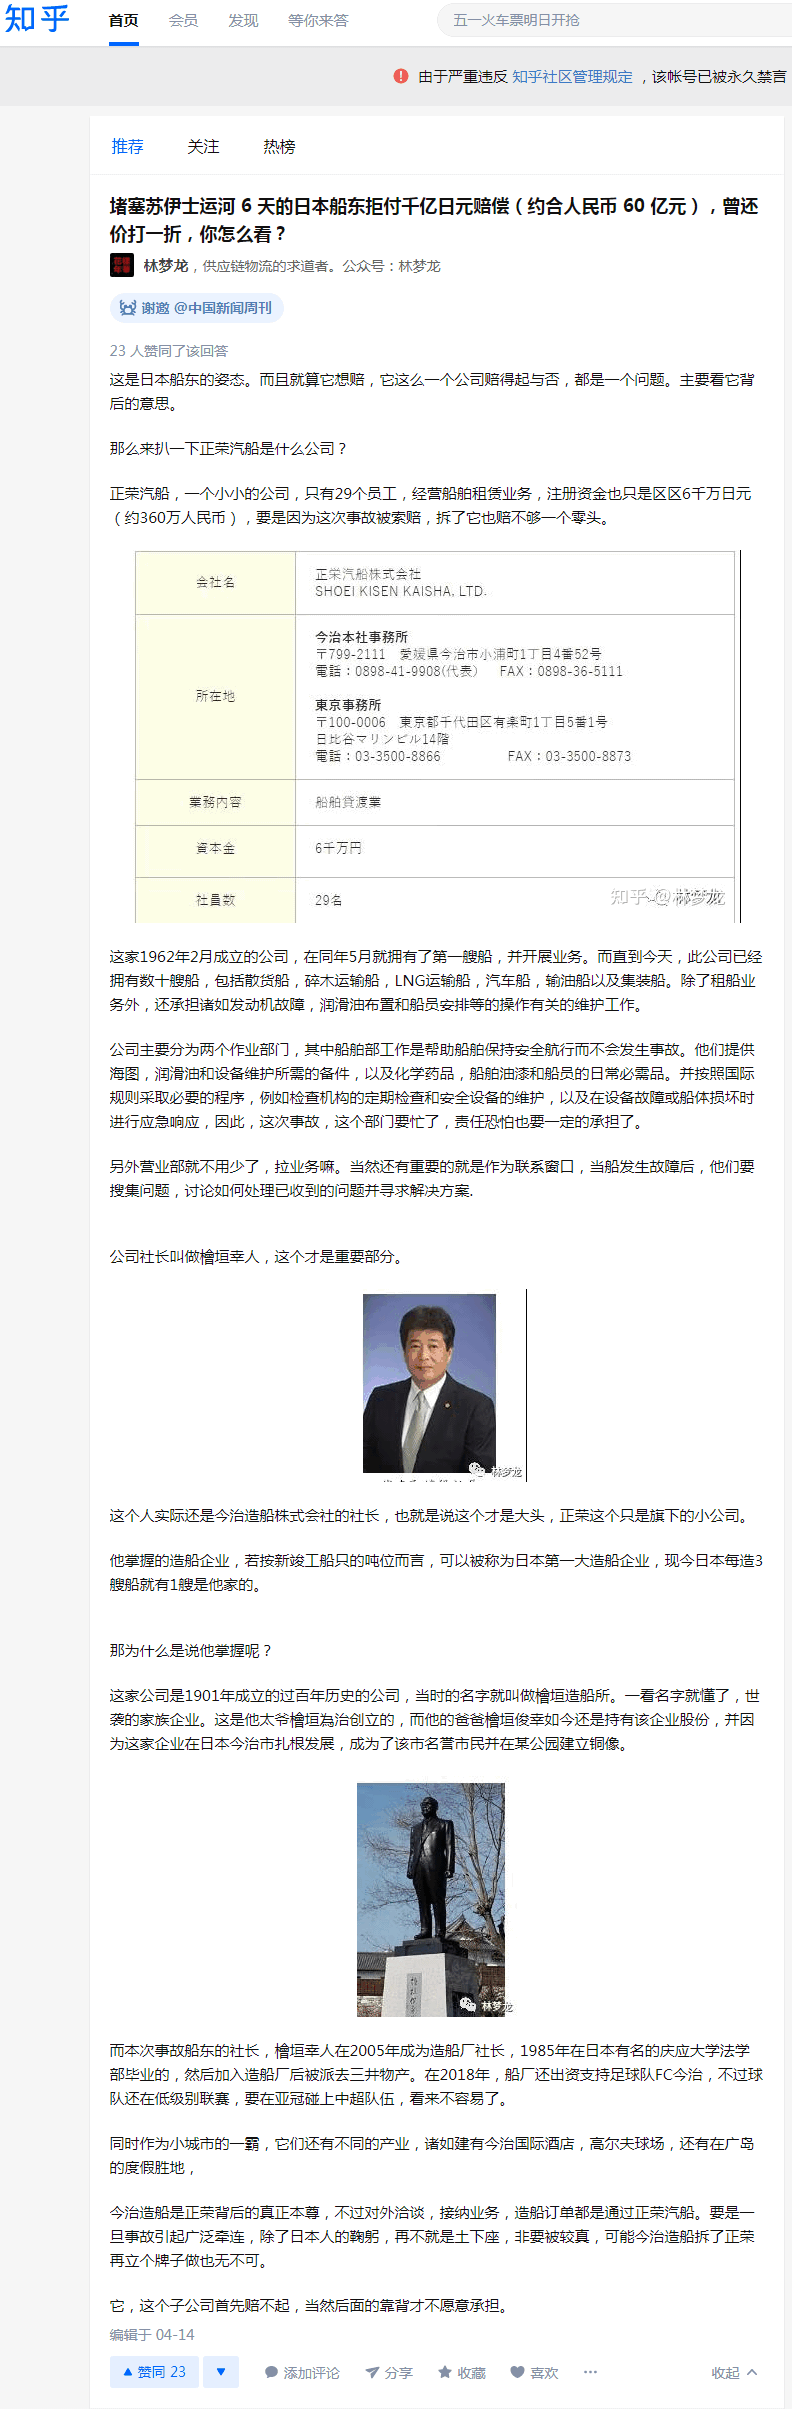 知乎 首页 会员 发现 等你来答 五一火车票明日开抢
由于严重违反 知乎社区管理规定 ，该帐号已被永久禁言
推荐 关注 热榜
堵塞苏伊士运河 6 天的日本船东拒付千亿日元赔偿（约合人民币 60 亿元），曾还
价打一折，你怎么看？
林梦龙，供应链物流的求道者。公众号：林梦龙
谢邀 @中国新闻周刊
23 人赞同了该回答
这是日本船东的姿态。而且就算它想赔，它这么一个公司赔得起与否，都是一个问题。主要看它背
后的意思。
那么来扒一下正荣汽船是什么公司？
正荣汽船，一个小小的公司，只有29个员工，经营船舶租赁业务，注册资金也只是区区6千万日元
（约360万人民币），要是因为这次事故被索赔，拆了它也赔不够一个零头。
会社名 正栄汽船株式会社
SHOEI KISEN KAISHA, LTD.
所在地 今治本社事務所
〒799-2111 愛媛県今治市小浦町1丁目4番52号
電話：0898-41-9908(代表) FAX：0898-36-5111
東京事務所
〒100-0006 東京都千代田区有楽町1丁目5番1号
日比谷マリンビル14階
電話：03-3500-8866 FAX：03-3500-8873
業務内容 船舶貸渡業
資本金 6千万円
社員数 29名
知乎 @林梦龙
这家1962年2月成立的公司，在同年5月就拥有了第一艘船，并开展业务。而直到今天，此公司已经
拥有数十艘船，包括散货船，碎木运输船，LNG运输船，汽车船，输油船以及集装船。除了租船业
务外，还承担诸如发动机故障，润滑油布置和船员安排等的操作有关的维护工作。
公司主要分为两个作业部门，其中船舶部工作是帮助船舶保持安全航行而不会发生事故。他们提供
海图，润滑油和设备维护所需的备件，以及化学药品，船舶油漆和船员的日常必需品。并按照国际
规则采取必要的程序，例如检查机构的定期检查和安全设备的维护，以及在设备故障或船体损坏时
进行应急响应，因此，这次事故，这个部门要忙了，责任恐怕也要一定的承担了。
另外营业部就不用少了，拉业务嘛。当然还有重要的就是作为联系窗口，当船发生故障后，他们要
搜集问题，讨论如何处理已收到的问题并寻求解决方案.
公司社长叫做檜垣幸人，这个才是重要部分。
林梦龙
这个人实际还是今治造船株式会社的社长，也就是说这个才是大头，正荣这个只是旗下的小公司。
他掌握的造船企业，若按新竣工船只的吨位而言，可以被称为日本第一大造船企业，现今日本每造3
艘船就有1艘是他家的。
那为什么是说他掌握呢？
这家公司是1901年成立的过百年历史的公司，当时的名字就叫做檜垣造船所。一看名字就懂了，世
袭的家族企业。这是他太爷檜垣為治创立的，而他的爸爸檜垣俊幸如今还是持有该企业股份，并因
为这家企业在日本今治市扎根发展，成为了该市名誉市民并在某公园建立铜像。
林梦龙
而本次事故船东的社长，檜垣幸人在2005年成为造船厂社长，1985年在日本有名的庆应大学法学
部毕业的，然后加入造船厂后被派去三井物产。在2018年，船厂还出资支持足球队FC今治，不过球
队还在低级别联赛，要在亚冠碰上中超队伍，看来不容易了。
同时作为小城市的一霸，它们还有不同的产业，诸如建有今治国际酒店，高尔夫球场，还有在广岛
的度假胜地，
今治造船是正荣背后的真正本尊，不过对外洽谈，接纳业务，造船订单都是通过正荣汽船。要是一
旦事故引起广泛牵连，除了日本人的鞠躬，再不就是土下座，非要被较真，可能今治造船拆了正荣
再立个牌子做也无不可。
它，这个子公司首先赔不起，当然后面的靠背才不愿意承担。
编辑于 04-14
赞同 23 添加评论 分享 收藏 喜欢 ··· 收起